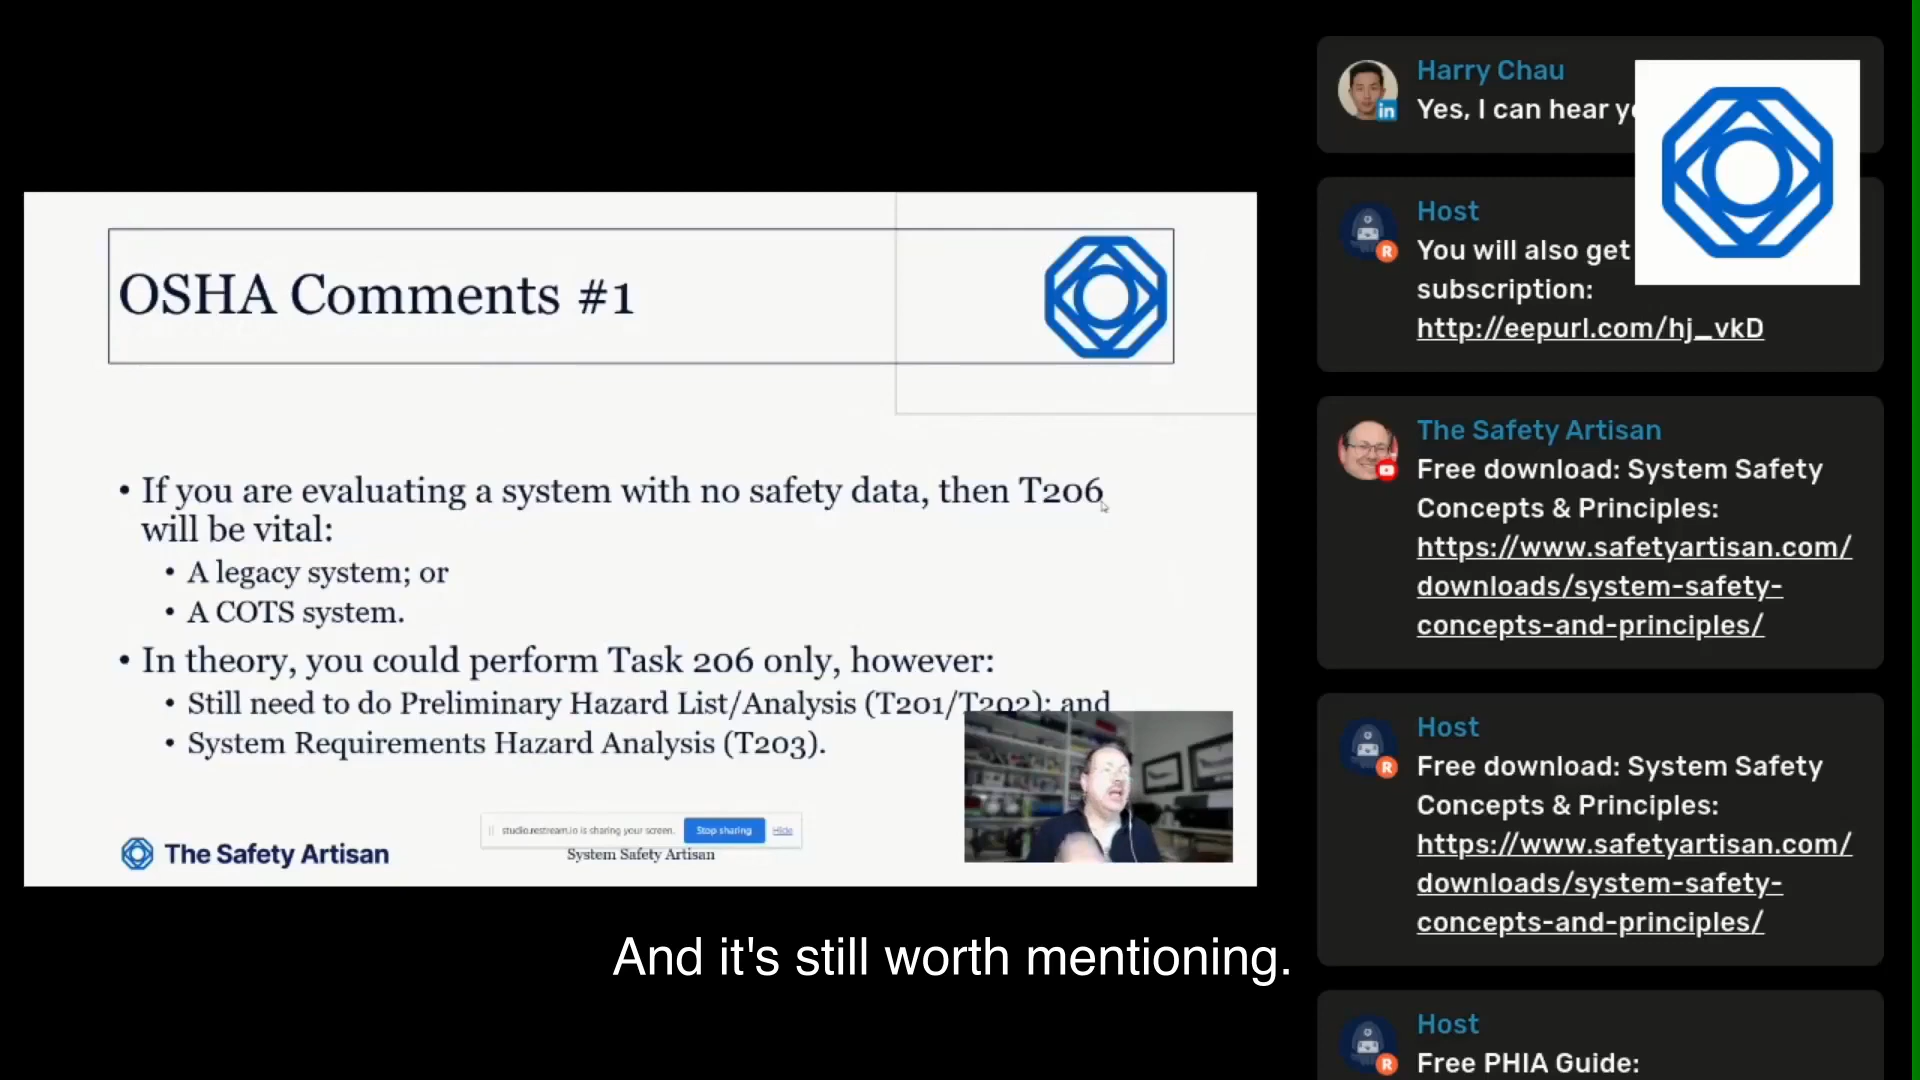 OSHA Comments #1
• If you are evaluating a system with no safety data, then T206
will be vital:
• A legacy system; or
• A COTS system.
• In theory, you could perform Task 206 only, however:
• Still need to do Preliminary Hazard List/Analysis (T201/T202); and
• System Requirements Hazard Analysis (T203).
studio.restream.io is sharing your screen. Stop sharing Hide
The Safety Artisan
System Safety Artisan
And it's still worth mentioning.
Harry Chau
in
Yes, I can hear
Host
R
You will also get
subscription:
http://eepurl.com/hj_vkD
The Safety Artisan
Free download: System Safety
Concepts & Principles:
https://www.safetyartisan.com/
downloads/system-safety-
concepts-and-principles/
Host
R
Free download: System Safety
Concepts & Principles:
https://www.safetyartisan.com/
downloads/system-safety-
concepts-and-principles/
Host
R
Free PHIA Guide: